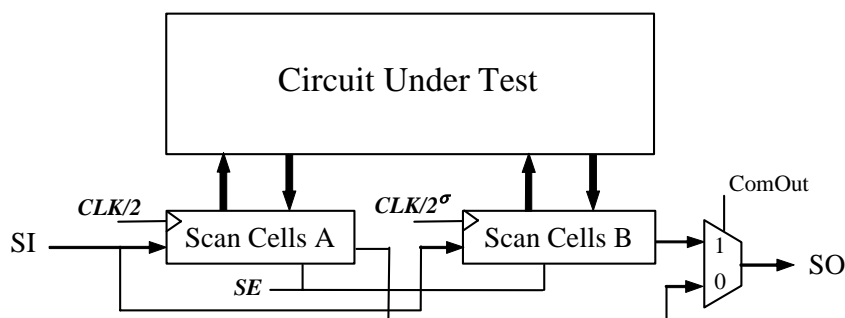 Circuit Under Test
ComOut
CLK/2
CLK/2σ
SI
Scan Cells A
Scan Cells B
1
SO
SE
0